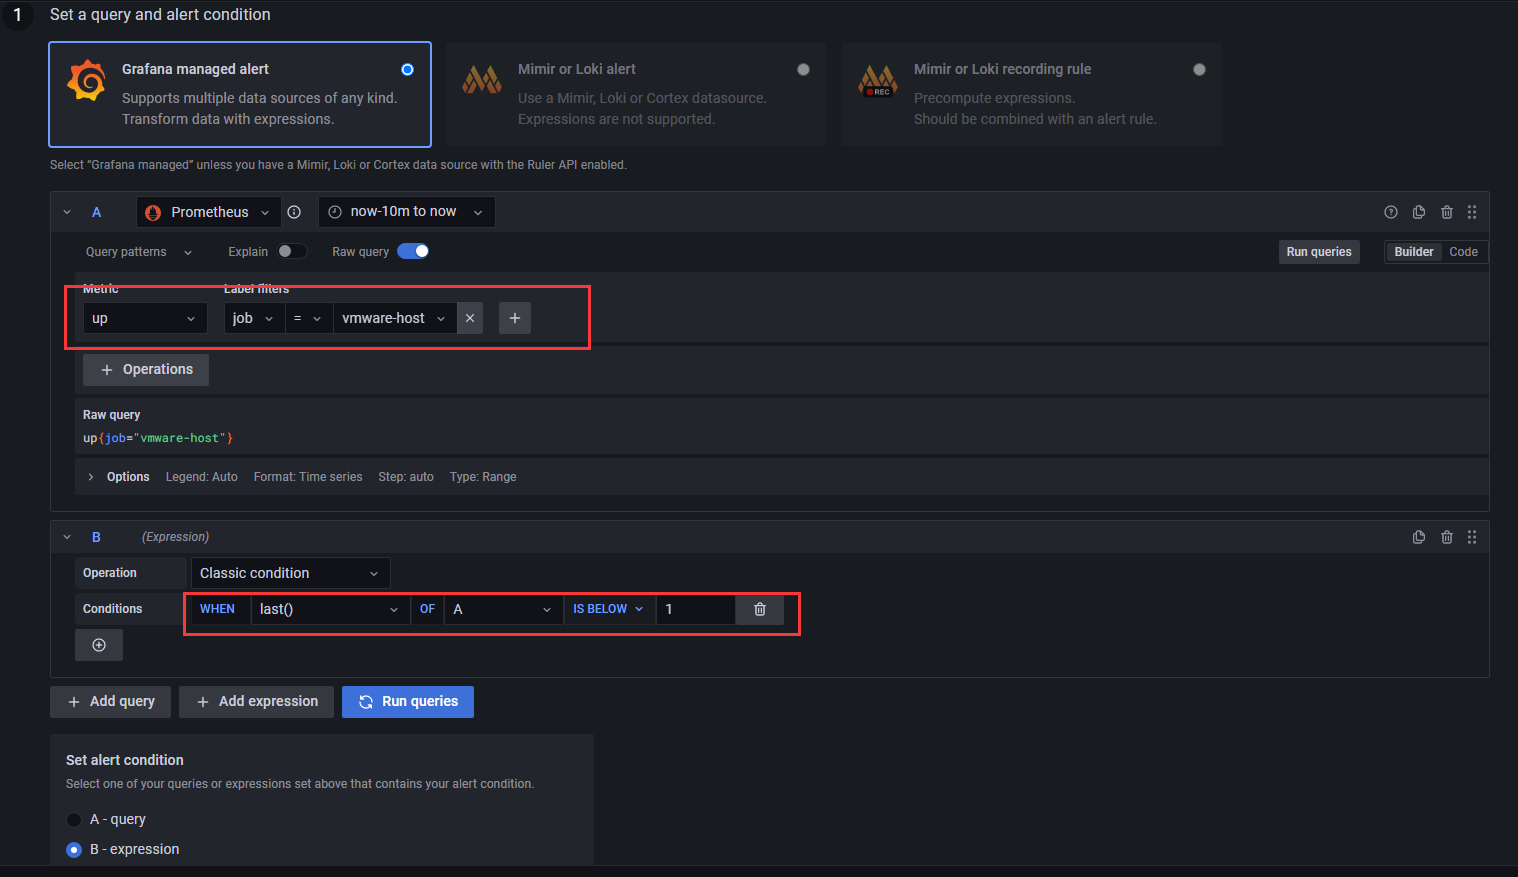 1 Set a query and alert condition
Grafana managed alert
Supports multiple data sources of any kind.
Transform data with expressions.
Mimir or Loki alert
Use a Mimir, Loki or Cortex datasource.
Expressions are not supported.
REC
Mimir or Loki recording rule
Precompute expressions.
Should be combined with an alert rule.
Select “Grafana managed” unless you have a Mimir, Loki or Cortex data source with the Ruler API enabled.
A Prometheus now-10m to now
Query patterns Explain Raw query Run queries Builder Code
Metric Label filters
up job = vmware-host
Operations
Raw query
up{job="vmware-host"}
Options Legend: Auto Format: Time series Step: auto Type: Range
B (Expression)
Operation Classic condition
Conditions WHEN last() OF A IS BELOW 1
Add query Add expression Run queries
Set alert condition
Select one of your queries or expressions set above that contains your alert condition.
A - query
B - expression